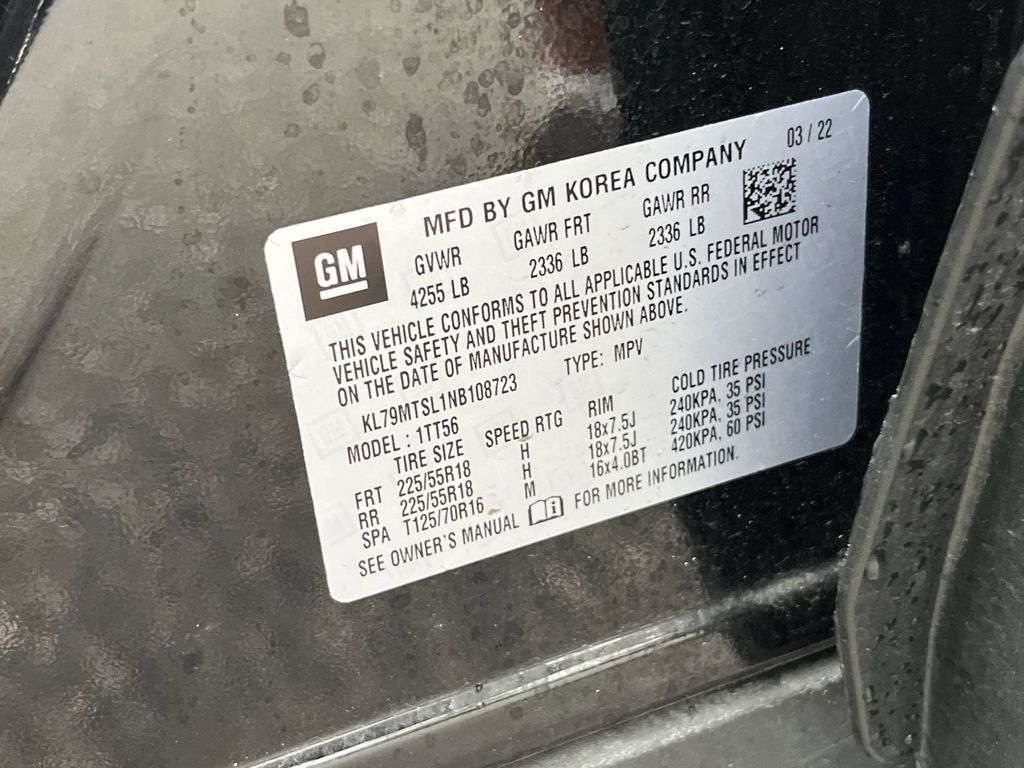 GM
MFD BY GM KOREA COMPANY 03 / 22
GVWR GAWR FRT GAWR RR
4255 LB 2336 LB 2336 LB
THIS VEHICLE CONFORMS TO ALL APPLICABLE U.S. FEDERAL MOTOR
VEHICLE SAFETY AND THEFT PREVENTION STANDARDS IN EFFECT
ON THE DATE OF MANUFACTURE SHOWN ABOVE.
KL79MTSL1NB108723 TYPE: MPV
MODEL : 1TT56
TIRE SIZE SPEED RTG RIM COLD TIRE PRESSURE
FRT 225/55R18 H 18x7.5J 240KPA, 35 PSI
RR 225/55R18 H 18x7.5J 240KPA, 35 PSI
SPA T125/70R16 M 16x4.0BT 420KPA, 60 PSI
SEE OWNER'S MANUAL i FOR MORE INFORMATION.